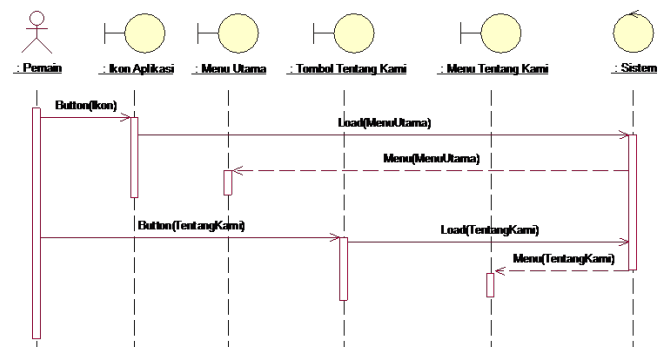 : Pemain
: Ikon Aplikasi
: Menu Utama
: Tombol Tentang Kami
: Menu Tentang Kami
: Sistem
Button(Ikon)
Load(MenuUtama)
Menu(MenuUtama)
Button(TentangKami)
Load(TentangKami)
Menu(TentangKami)